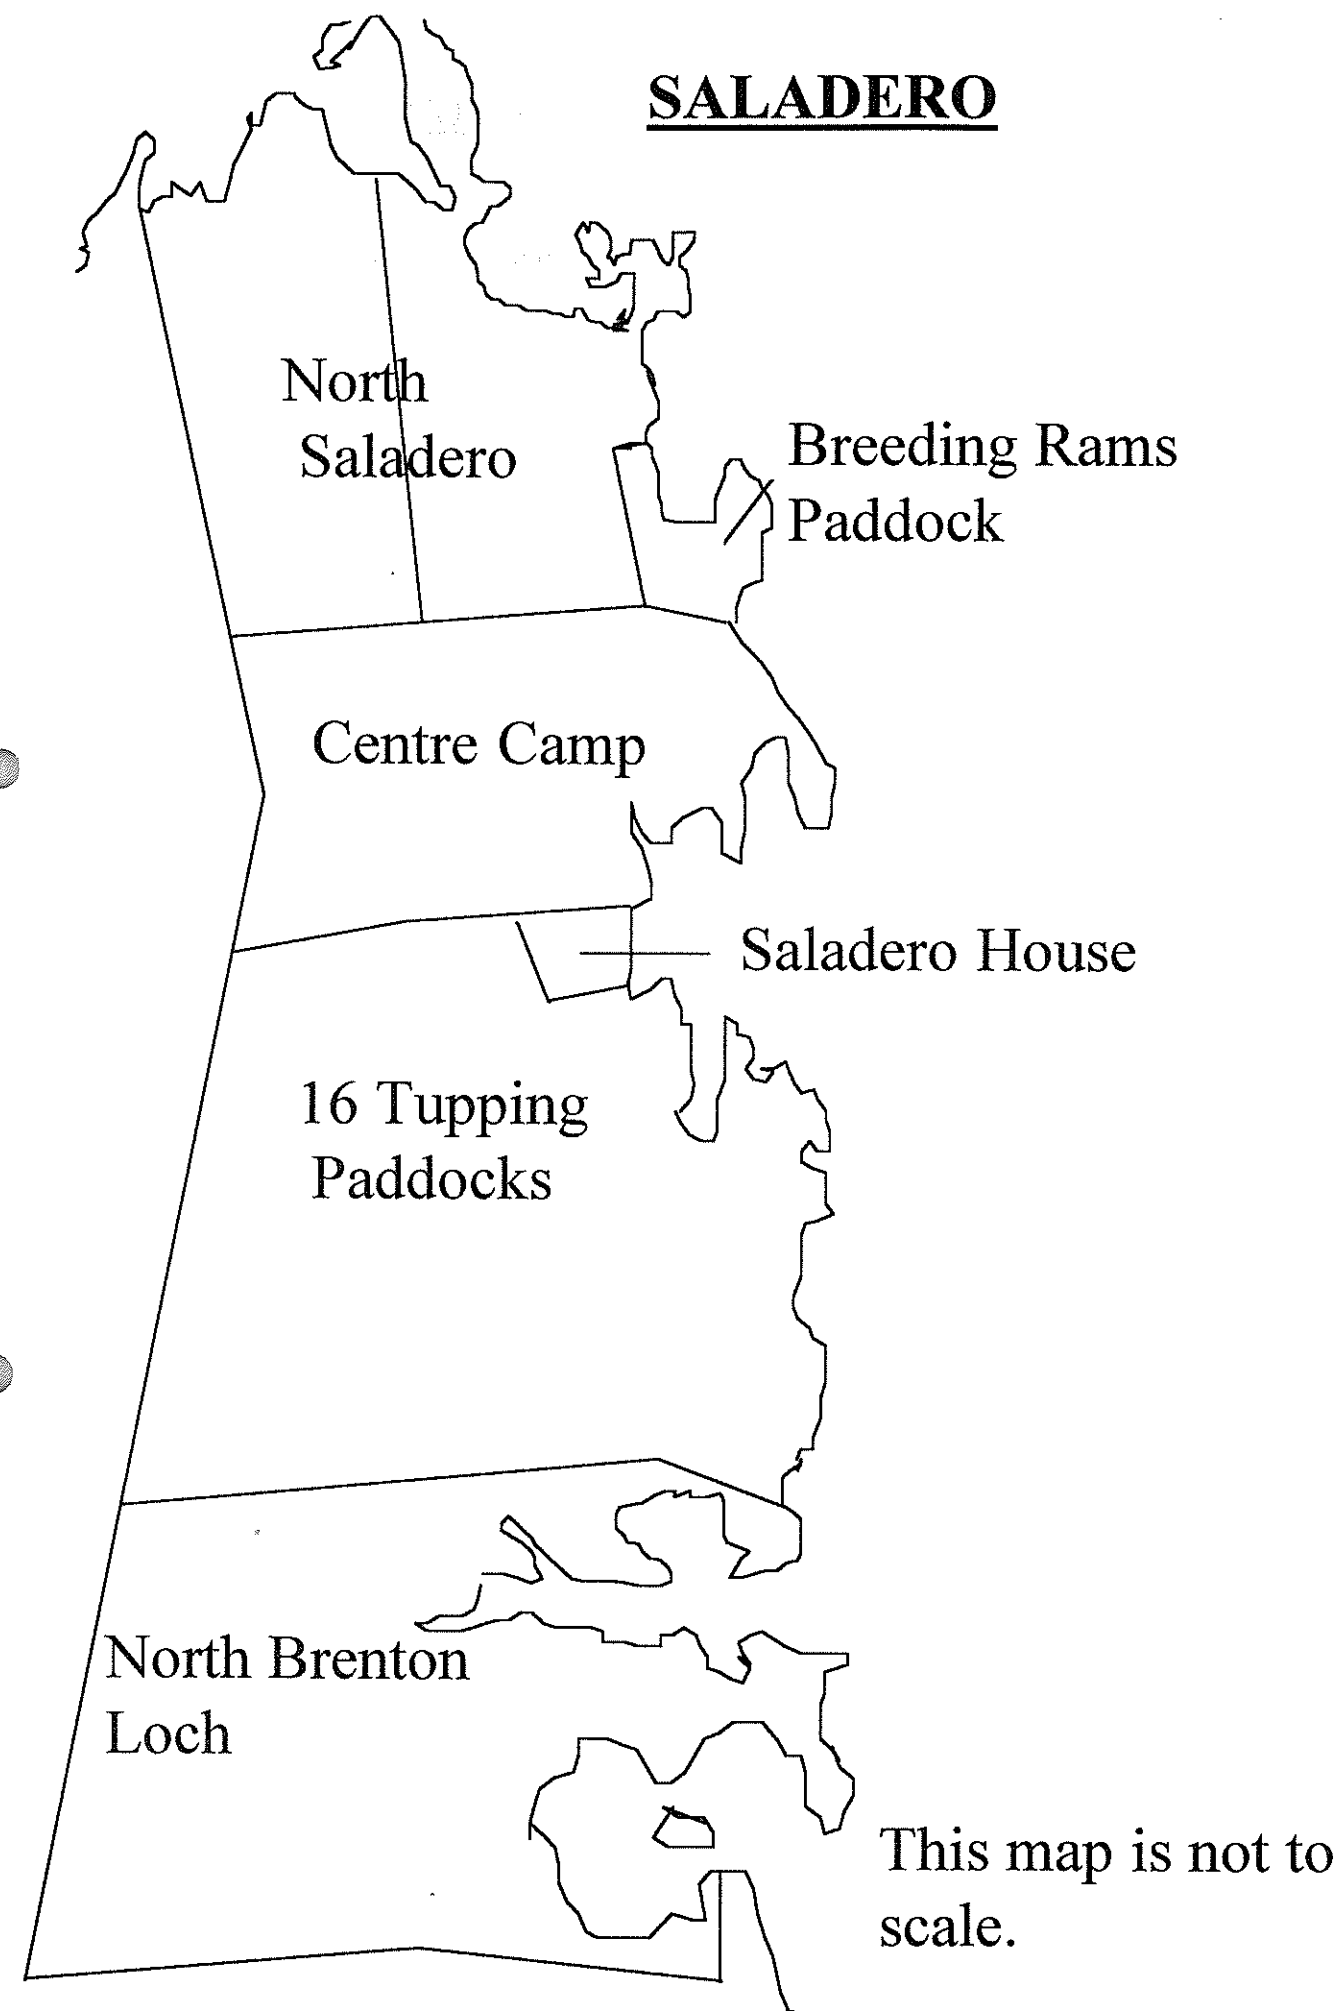 SALADERO
North
Saladero
Breeding Rams
Paddock
Centre Camp
Saladero House
16 Tupping
Paddocks
North Brenton
Loch
This map is not to
scale.